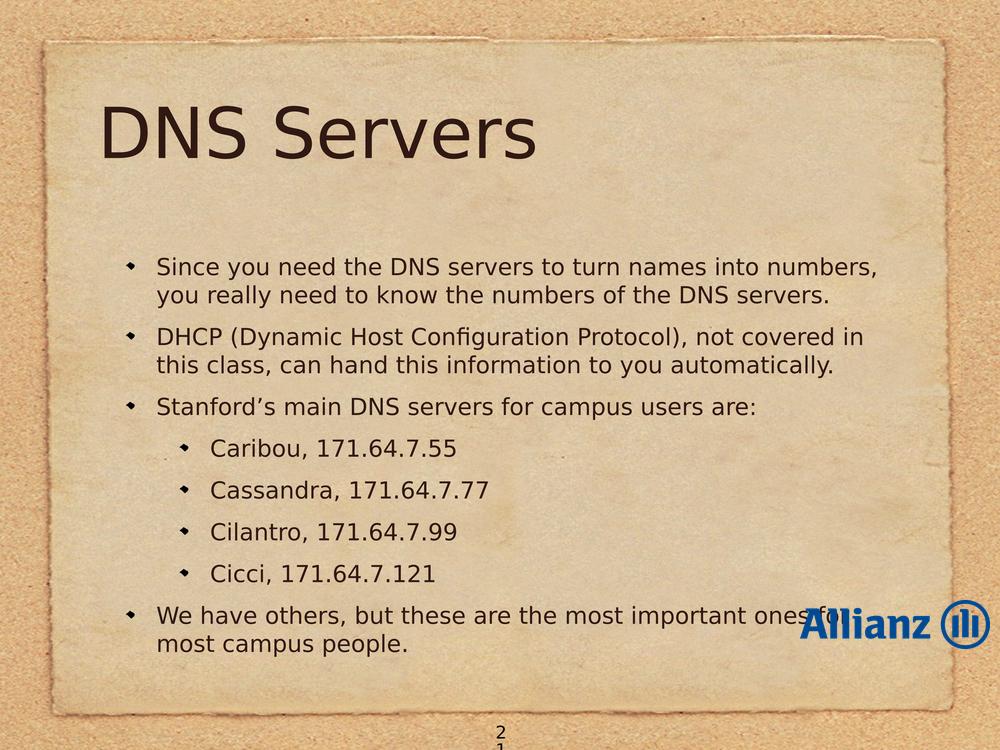 DNS Servers
Since you need the DNS servers to turn names into numbers,
you really need to know the numbers of the DNS servers.
DHCP (Dynamic Host Configuration Protocol), not covered in
this class, can hand this information to you automatically.
Stanford’s main DNS servers for campus users are:
Caribou, 171.64.7.55
Cassandra, 171.64.7.77
Cilantro, 171.64.7.99
Cicci, 171.64.7.121
We have others, but these are the most important ones for
most campus people.
Allianz
2
1